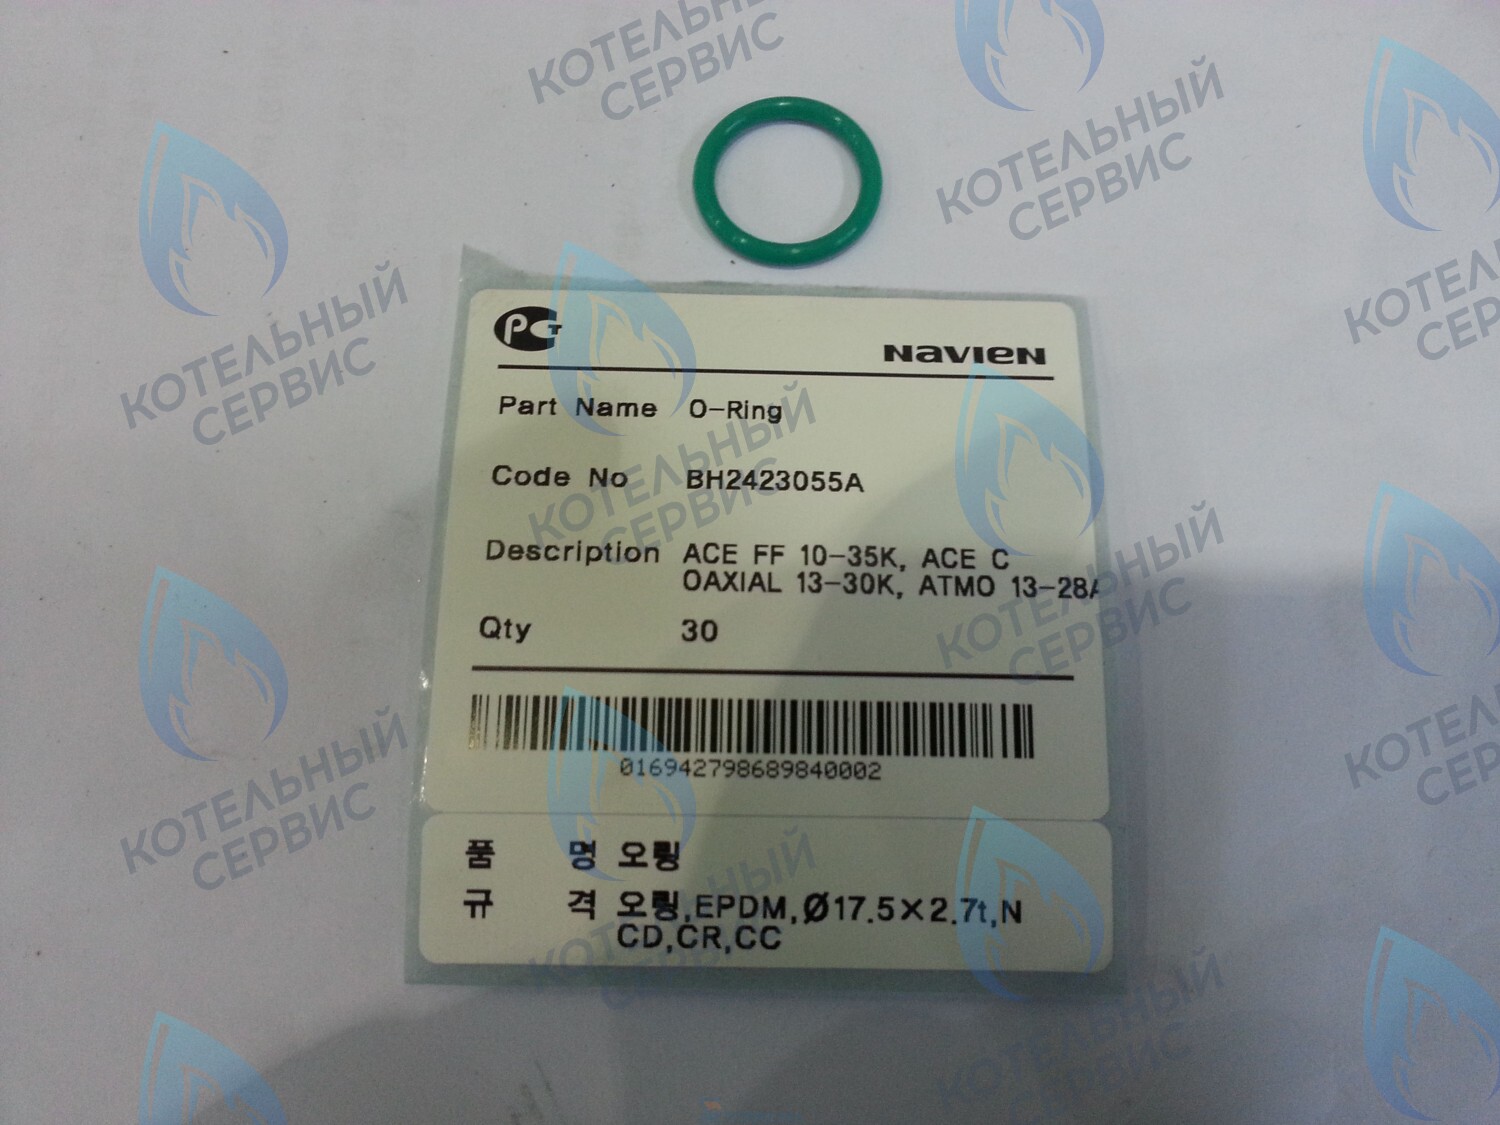 КОТЕЛЬНЫЙ
СЕРВИС
PCT
NAVIEN
Part Name O-Ring
Code No BH2423055A
Description ACE FF 10-35K, ACE C
OAXIAL 13-30K, ATMO 13-28A
Qty 30
016942798689840002
품 명 오링
규 격 오링,EPDM,Ø17.5×2.7t,N
CD,CR,CC